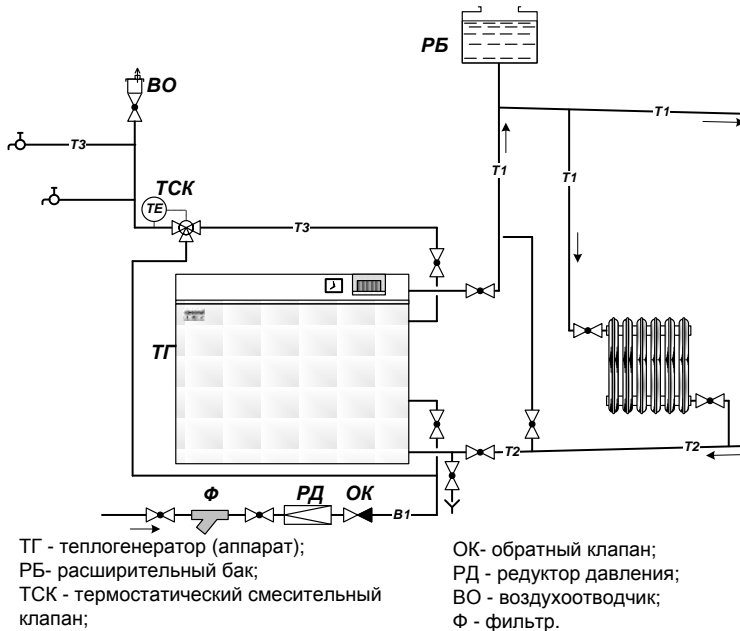 РБ
Т1
ВО
Т3
Т1
Т1
ТСК
ТЕ
Т3
ТГ
Т2
Т2
Ф
РД
ОК
В1
ТГ - теплогенератор (аппарат);
РБ- расширительный бак;
ТСК - термостатический смесительный
клапан;
ОК- обратный клапан;
РД - редуктор давления;
ВО - воздухоотводчик;
Ф - фильтр.